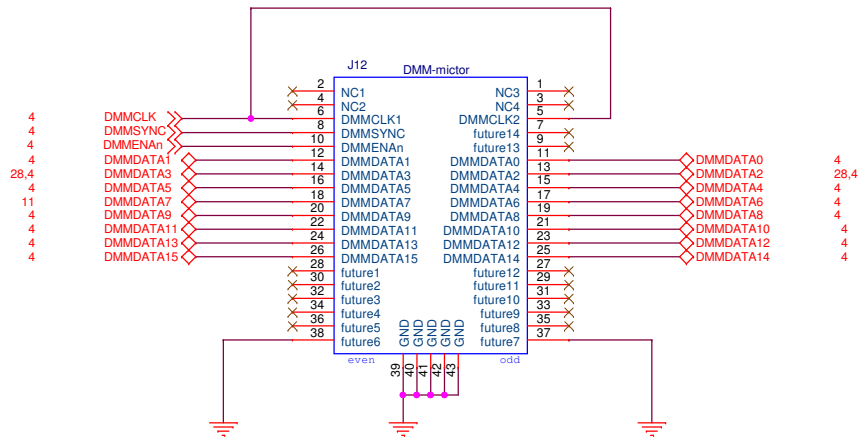 J12 DMM-mictor
2 NC1 NC3 1
4 NC2 NC4 3
4 DMMCLK 6 DMMCLK1 DMMCLK2 5
4 DMMSYNC 8 DMMSYNC future14 7
4 DMMENAn 10 DMMENAn future13 9
4 DMMDATA1 12 DMMDATA1 DMMDATA0 11 DMMDATA0 4
28,4 DMMDATA3 14 DMMDATA3 DMMDATA2 13 DMMDATA2 28,4
4 DMMDATA5 16 DMMDATA5 DMMDATA4 15 DMMDATA4 4
11 DMMDATA7 18 DMMDATA7 DMMDATA6 17 DMMDATA6 4
4 DMMDATA9 20 DMMDATA9 DMMDATA8 19 DMMDATA8 4
4 DMMDATA11 22 DMMDATA11 DMMDATA10 21 DMMDATA10 4
4 DMMDATA13 24 DMMDATA13 DMMDATA12 23 DMMDATA12 4
4 DMMDATA15 26 DMMDATA15 DMMDATA14 25 DMMDATA14 4
28 future1 future12 27
30 future2 future11 29
32 future3 future10 31
34 future4 future9 33
36 future5 future8 35
38 future6 future7 37
GND GND GND GND GND
even odd
39 40 41 42 43